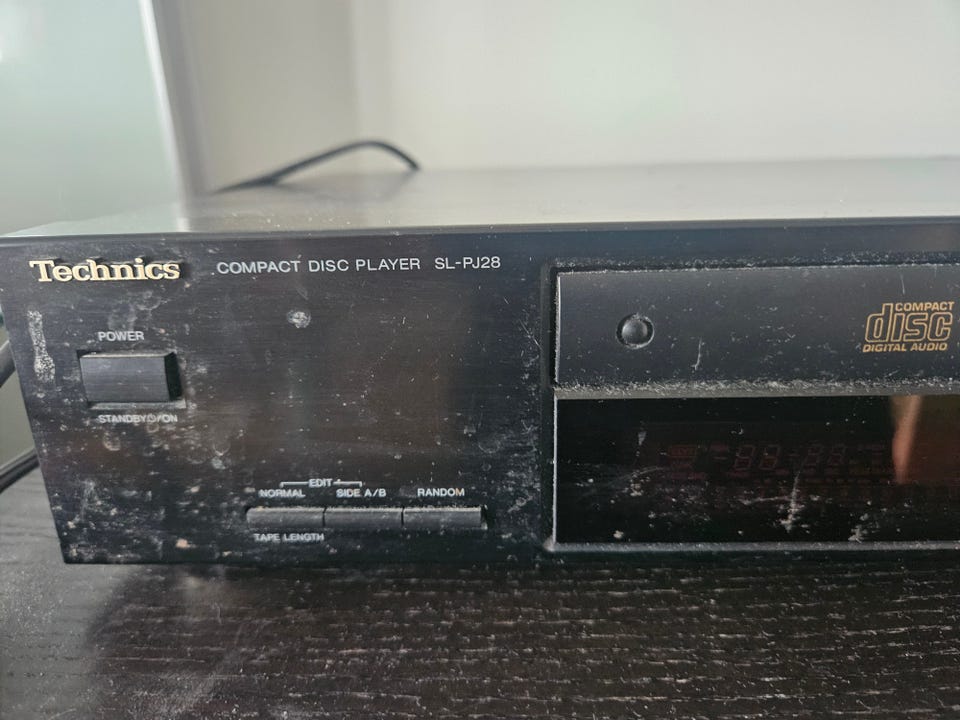 Technics
COMPACT DISC PLAYER SL-PJ28
COMPACT
disc
DIGITAL AUDIO
POWER
STANDBY⏻/ON
EDIT
NORMAL SIDE A/B RANDOM
TAPE LENGTH